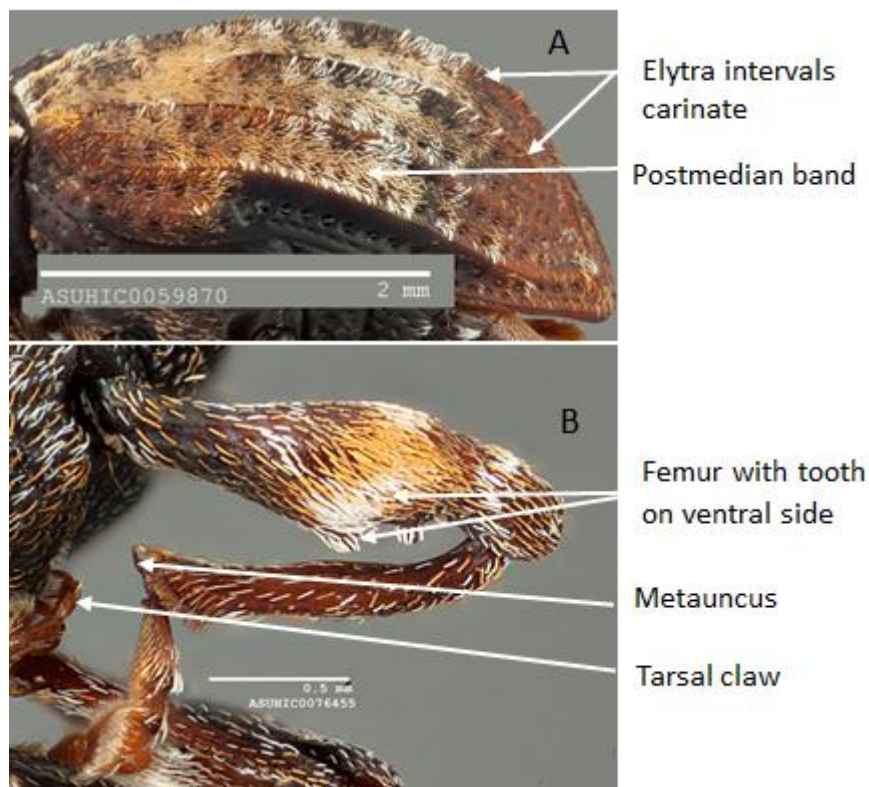 A
Elytra intervals
carinate
Postmedian band
2 mm
ASUHIC0059870
B
Femur with tooth
on ventral side
Metauncus
Tarsal claw
0.5 mm
ASUHIC0076455